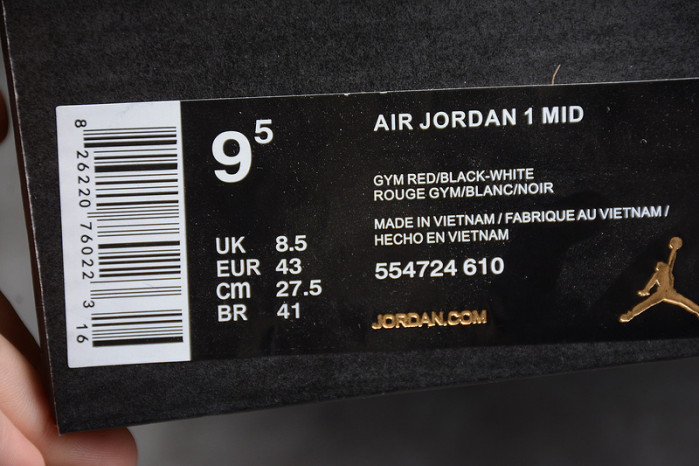 8 26220 76022 3 16
9⁵
UK 8.5
EUR 43
cm 27.5
BR 41
AIR JORDAN 1 MID
GYM RED/BLACK-WHITE
ROUGE GYM/BLANC/NOIR
MADE IN VIETNAM / FABRIQUE AU VIETNAM /
HECHO EN VIETNAM
554724 610
JORDAN.COM